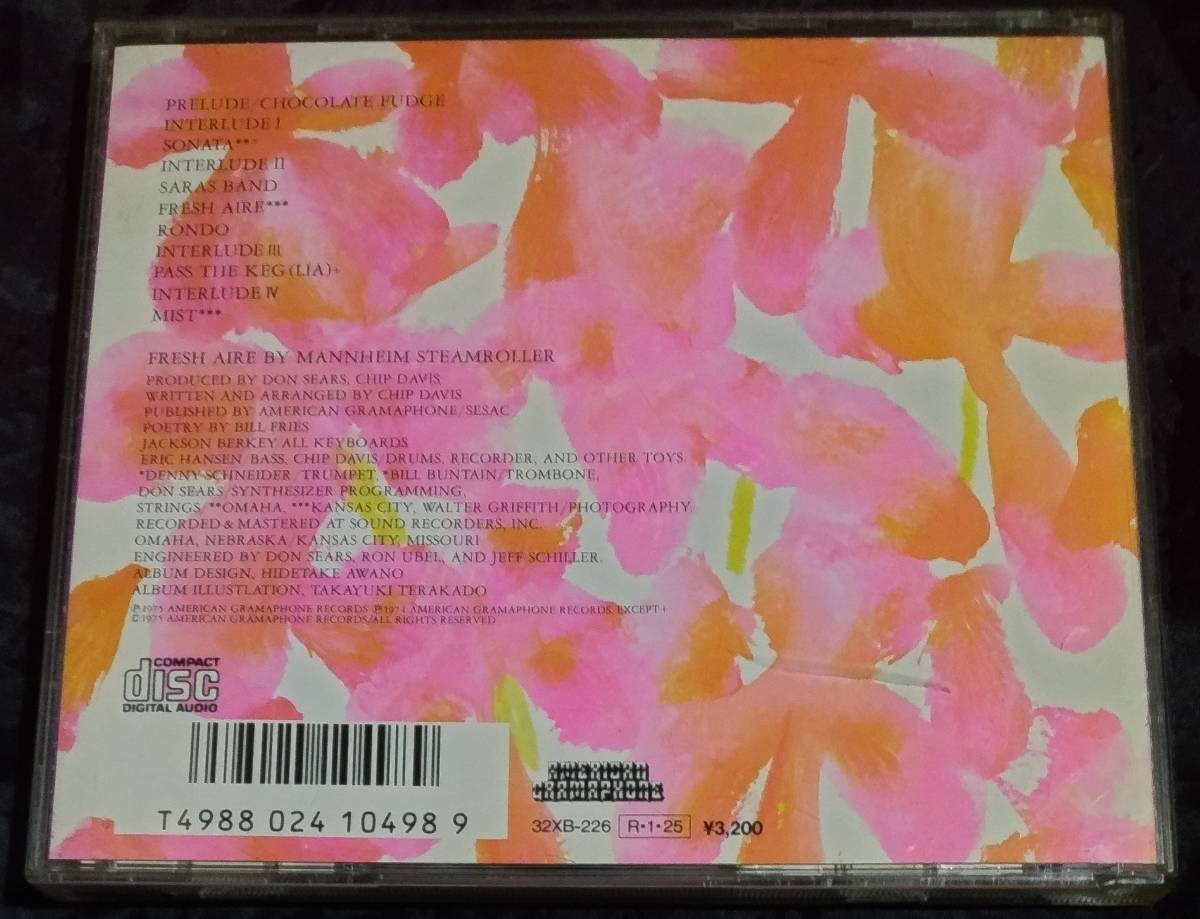 PRELUDE/CHOCOLATE FUDGE
INTERLUDE I
SONATA***
INTERLUDE II
SARAS BAND
FRESH AIRE***
RONDO
INTERLUDE III
PASS THE KEG (LIA)+
INTERLUDE IV
MIST***
FRESH AIRE BY MANNHEIM STEAMROLLER
PRODUCED BY DON SEARS, CHIP DAVIS
WRITTEN AND ARRANGED BY CHIP DAVIS
PUBLISHED BY AMERICAN GRAMAPHONE/SESAC
POETRY BY BILL FRIES
JACKSON BERKEY/ALL KEYBOARDS
ERIC HANSEN/BASS, CHIP DAVIS/DRUMS, RECORDER, AND OTHER TOYS
*DENNY SCHNEIDER/TRUMPET, *BILL BUNTAIN/TROMBONE,
DON SEARS/SYNTHESIZER PROGRAMMING,
STRINGS/**OMAHA, ***KANSAS CITY, WALTER GRIFFITH/PHOTOGRAPHY
RECORDED & MASTERED AT SOUND RECORDERS, INC.
OMAHA, NEBRASKA/KANSAS CITY, MISSOURI
ENGINEERED BY DON SEARS, RON UBEL, AND JEFF SCHILLER.
ALBUM DESIGN, HIDETAKE AWANO
ALBUM ILLUSTLATION, TAKAYUKI TERAKADO
℗1975 AMERICAN GRAMAPHONE RECORDS ℗1974 AMERICAN GRAMAPHONE RECORDS, EXCEPT+
©1975 AMERICAN GRAMAPHONE RECORDS/ALL RIGHTS RESERVED
COMPACT
disc
DIGITAL AUDIO
T4988 024 10498 9
AMERICAN
GRAMAPHONE
32XB-226 R・1・25 ¥3,200